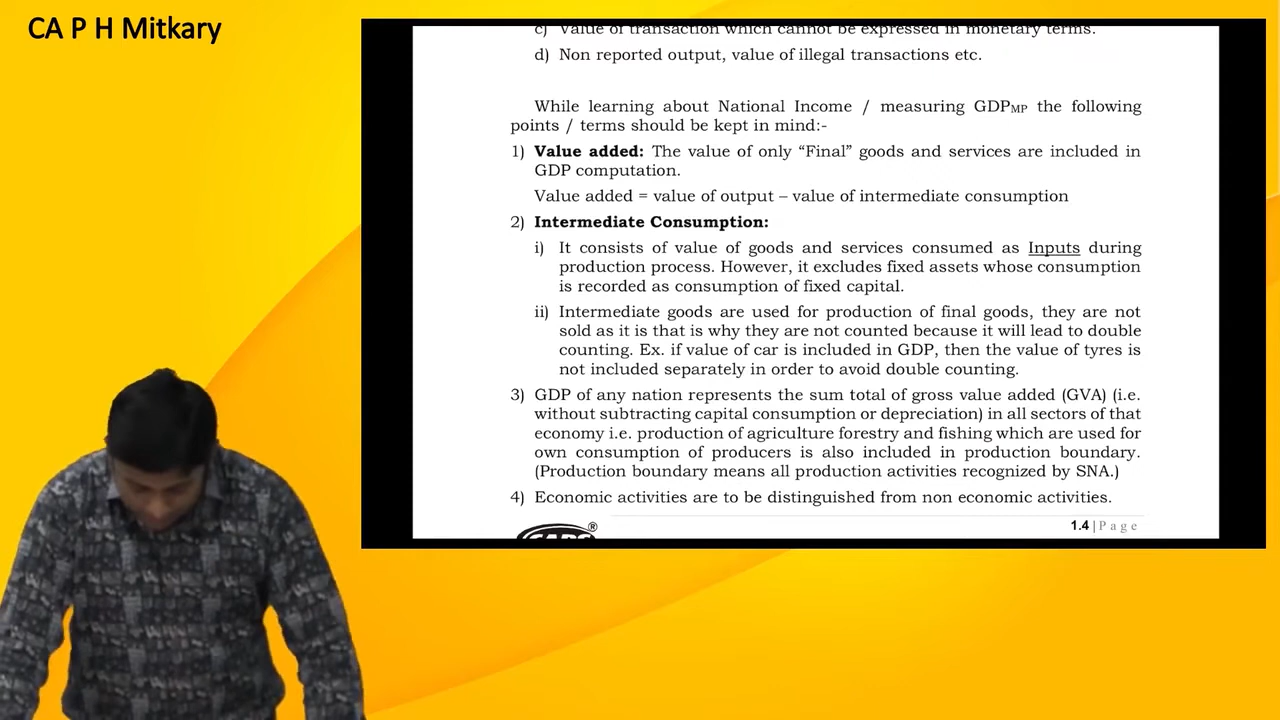 CA P H Mitkary
c) Value of transaction which cannot be expressed in monetary terms.
d) Non reported output, value of illegal transactions etc.
While learning about National Income / measuring GDPMP the following
points / terms should be kept in mind:-
1) Value added: The value of only “Final” goods and services are included in
GDP computation.
Value added = value of output – value of intermediate consumption
2) Intermediate Consumption:
i) It consists of value of goods and services consumed as Inputs during
production process. However, it excludes fixed assets whose consumption
is recorded as consumption of fixed capital.
ii) Intermediate goods are used for production of final goods, they are not
sold as it is that is why they are not counted because it will lead to double
counting. Ex. if value of car is included in GDP, then the value of tyres is
not included separately in order to avoid double counting.
3) GDP of any nation represents the sum total of gross value added (GVA) (i.e.
without subtracting capital consumption or depreciation) in all sectors of that
economy i.e. production of agriculture forestry and fishing which are used for
own consumption of producers is also included in production boundary.
(Production boundary means all production activities recognized by SNA.)
4) Economic activities are to be distinguished from non economic activities.
®
1.4 | Page